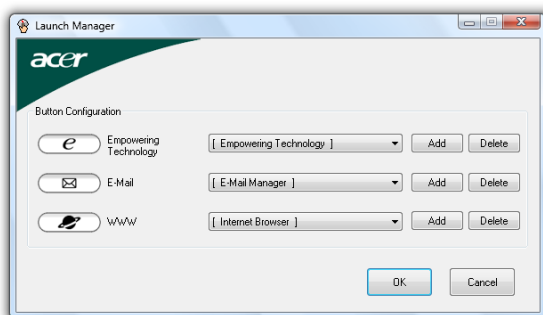 Launch Manager
acer
Button Configuration
e Empowering Technology [ Empowering Technology ] Add Delete
E-Mail [ E-Mail Manager ] Add Delete
WWW [ Internet Browser ] Add Delete
OK Cancel